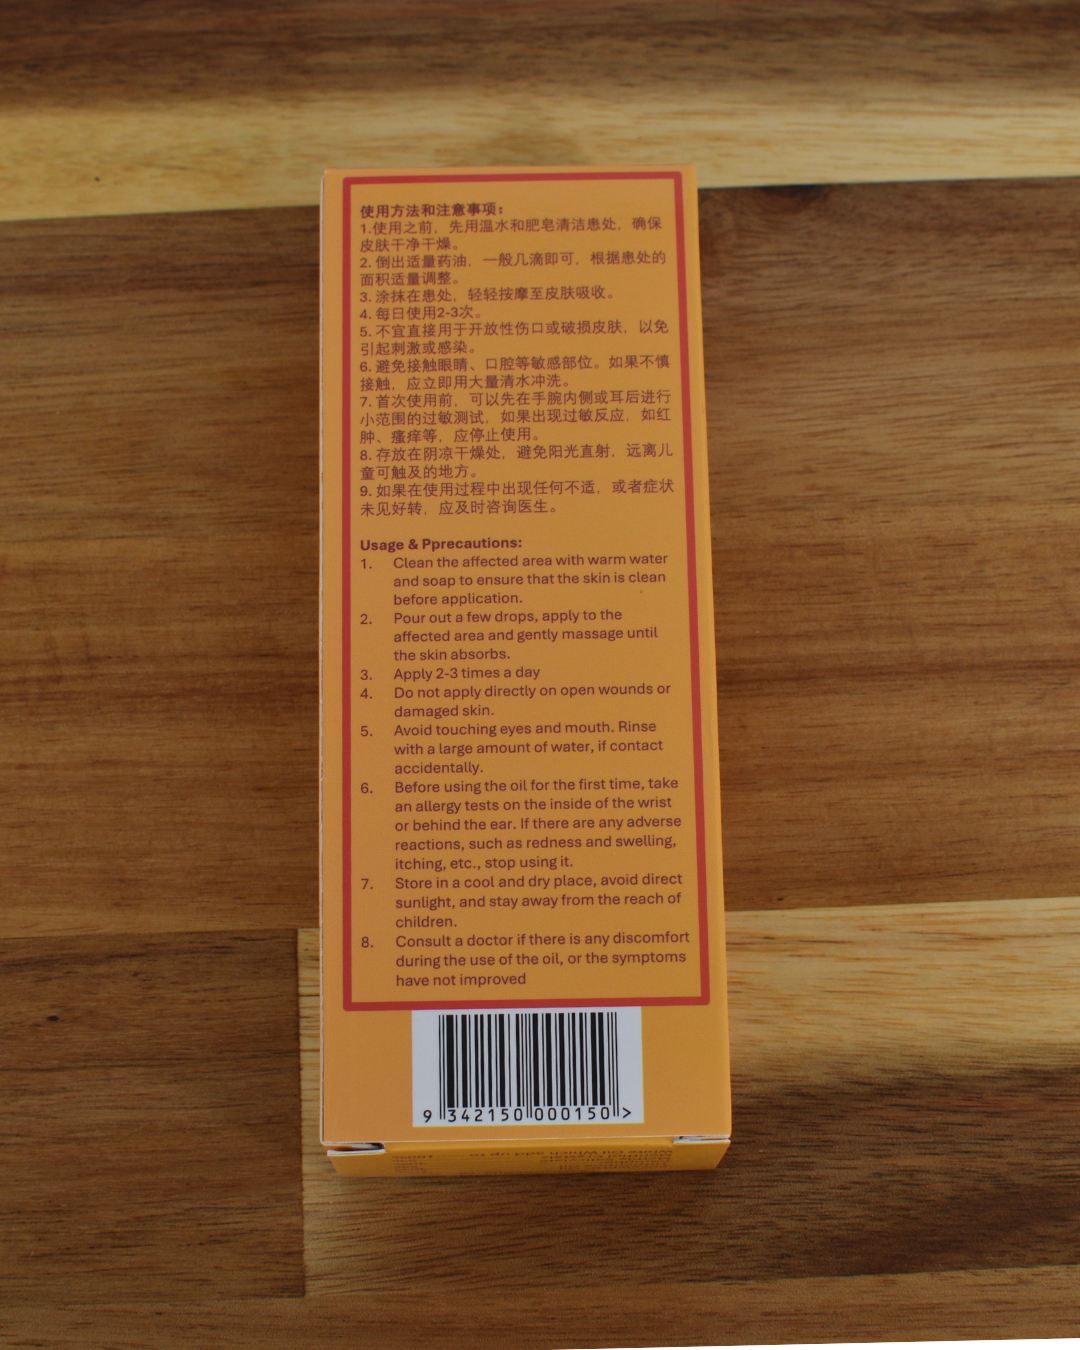 使用方法和注意事项：
1.使用之前，先用温水和肥皂清洁患处，确保
皮肤干净干燥。
2. 倒出适量药油，一般几滴即可，根据患处的
面积适量调整。
3. 涂抹在患处，轻轻按摩至皮肤吸收。
4. 每日使用2-3次。
5. 不宜直接用于开放性伤口或破损皮肤，以免
引起刺激或感染。
6. 避免接触眼睛、口腔等敏感部位。如果不慎
接触，应立即用大量清水冲洗。
7. 首次使用前，可以先在手腕内侧或耳后进行
小范围的过敏测试，如果出现过敏反应，如红
肿、瘙痒等，应停止使用。
8. 存放在阴凉干燥处，避免阳光直射，远离儿
童可触及的地方。
9. 如果在使用过程中出现任何不适，或者症状
未见好转，应及时咨询医生。
Usage & Pprecautions:
1. Clean the affected area with warm water
and soap to ensure that the skin is clean
before application.
2. Pour out a few drops, apply to the
affected area and gently massage until
the skin absorbs.
3. Apply 2-3 times a day
4. Do not apply directly on open wounds or
damaged skin.
5. Avoid touching eyes and mouth. Rinse
with a large amount of water, if contact
accidentally.
6. Before using the oil for the first time, take
an allergy tests on the inside of the wrist
or behind the ear. If there are any adverse
reactions, such as redness and swelling,
itching, etc., stop using it.
7. Store in a cool and dry place, avoid direct
sunlight, and stay away from the reach of
children.
8. Consult a doctor if there is any discomfort
during the use of the oil, or the symptoms
have not improved
9 342150 000150 >
which add up to